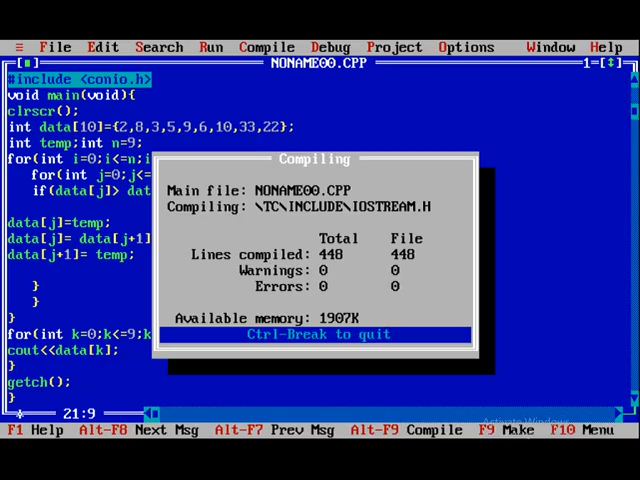 ≡ File Edit Search Run Compile Debug Project Options Window Help
[■] NONAME00.CPP 1=[↕]
#include <conio.h>
void main(void){
clrscr();
int data[10]={2,8,3,5,9,6,10,33,22};
int temp;int n=9;
for(int i=0;i<=n;i
for(int j=0;j<=
if(data[j]> dat
data[j]=temp;
data[j]= data[j+1]
data[j+1]= temp;
}
}
for(int k=0;k<=9;k
cout<<data[k];
}
getch();
}
Compiling
Main file: NONAME00.CPP
Compiling: \TC\INCLUDE\IOSTREAM.H
Total File
Lines compiled: 448 448
Warnings: 0 0
Errors: 0 0
Available memory: 1907K
Ctrl-Break to quit
* 21:9
Activate Windows
F1 Help Alt-F8 Next Msg Alt-F7 Prev Msg Alt-F9 Compile F9 Make F10 Menu